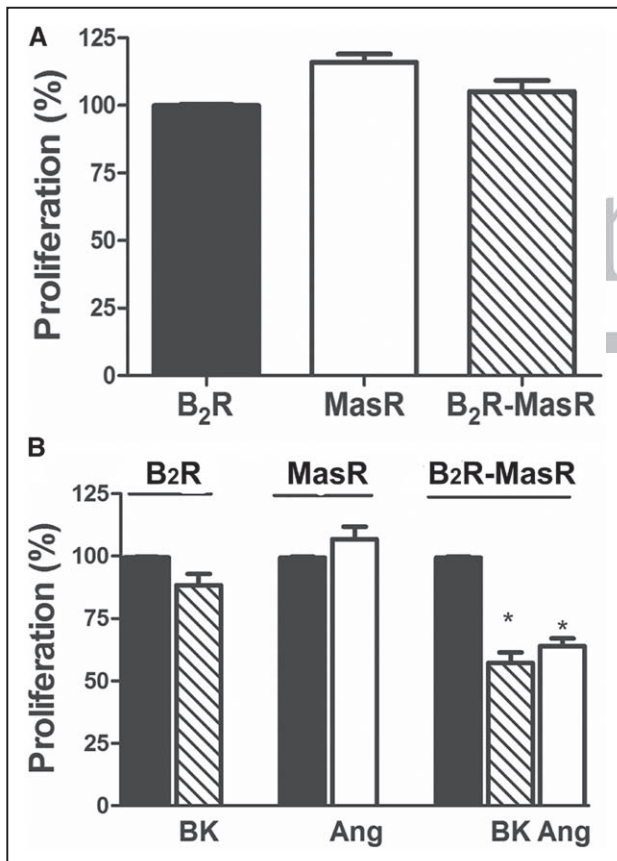 A
Proliferation (%)
125
100
75
50
25
0
B₂R MasR B₂R-MasR
B
B2R MasR B2R-MasR
Proliferation (%)
125
100
75
50
25
0
* *
BK Ang BK Ang